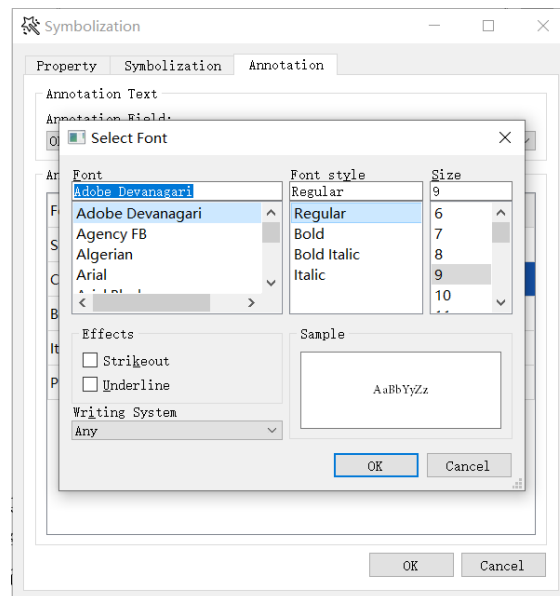 Symbolization
Property Symbolization Annotation
Annotation Text
Annotation Field:
Select Font
Font Font style Size
Adobe Devanagari Regular 9
Adobe Devanagari Regular 6
Agency FB Bold 7
Algerian Bold Italic 8
Arial Italic 9
10
Effects Sample
Strikeout
Underline
AaBbYyZz
Writing System
Any
OK Cancel
OK Cancel